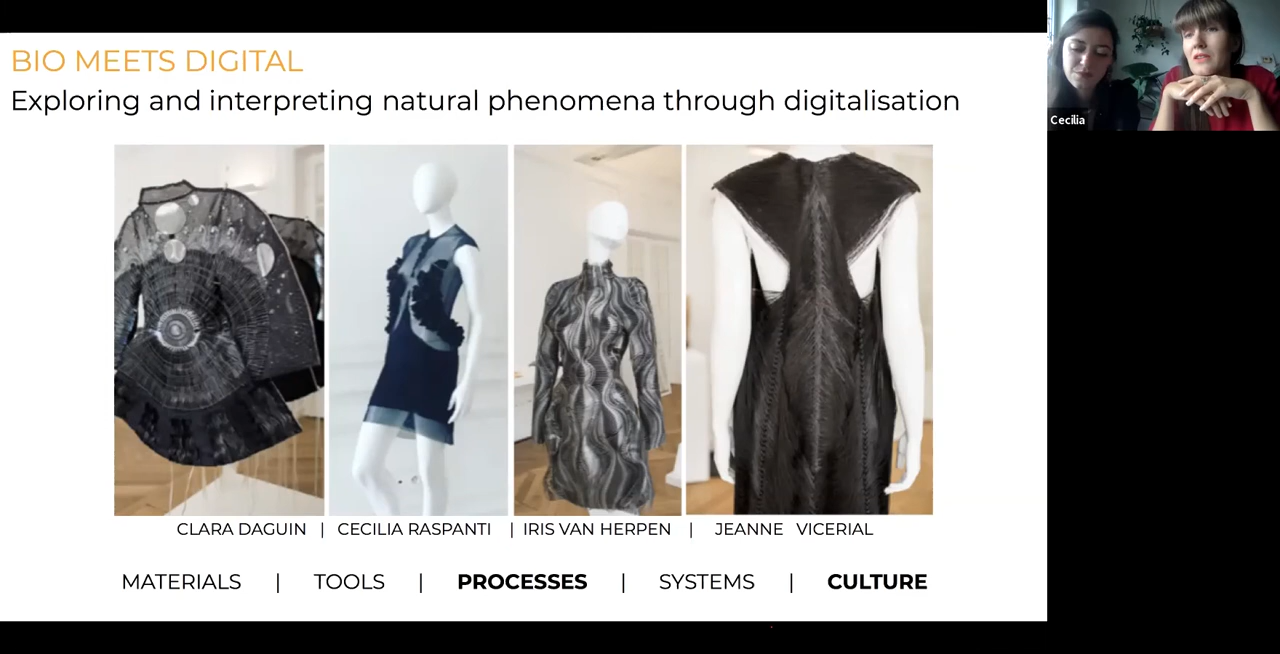 BIO MEETS DIGITAL
Exploring and interpreting natural phenomena through digitalisation
CLARA DAGUIN | CECILIA RASPANTI | IRIS VAN HERPEN | JEANNE VICERIAL
MATERIALS | TOOLS | PROCESSES | SYSTEMS | CULTURE
Cecilia